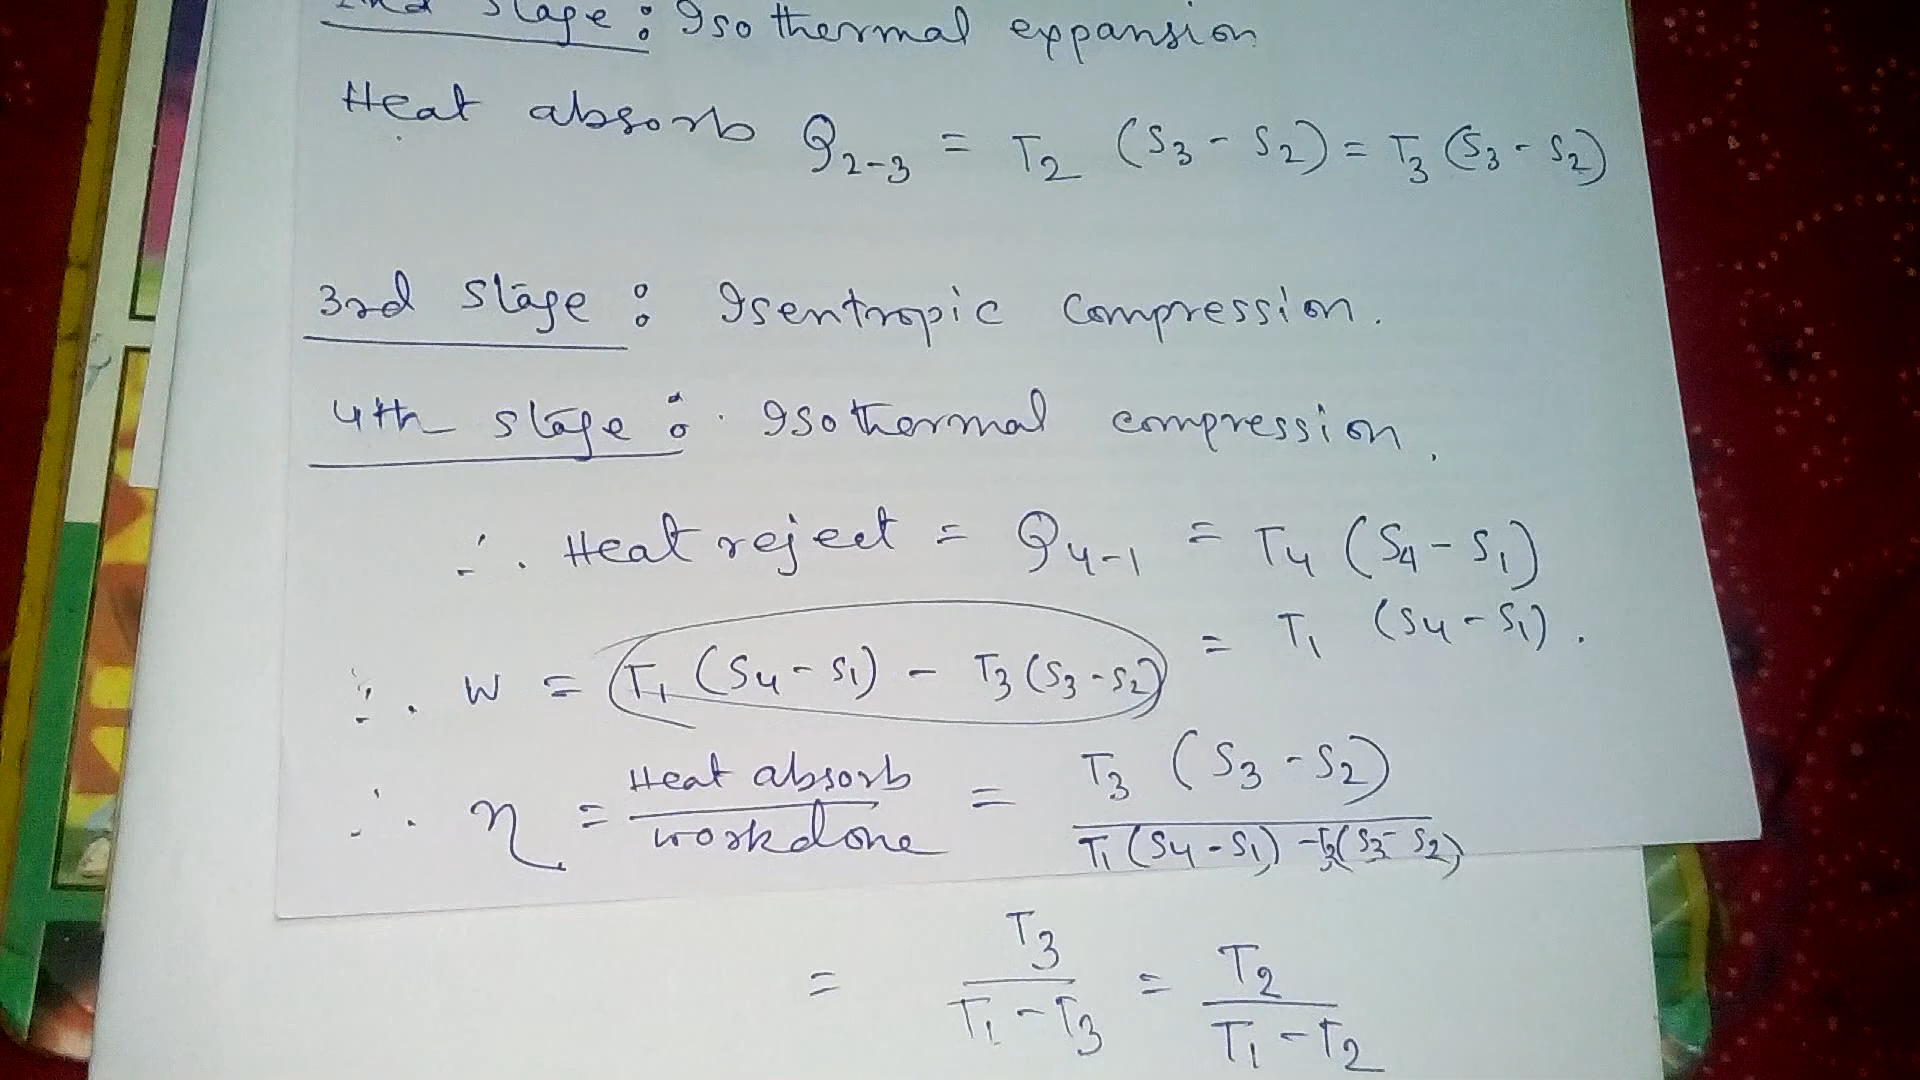 2nd stage : Isothermal expansion
Heat absorb Q2-3 = T2 (S3 - S2) = T3 (S3 - S2)
3rd stage : Isentropic compression.
4th stage : Isothermal compression.
∴ Heat reject = Q4-1 = T4 (S4 - S1)
= T1 (S4 - S1).
∴ W = T1 (S4 - S1) - T3 (S3 - S2)
∴ η = Heat absorb / workdone = T3 (S3 - S2) / T1 (S4 - S1) - T3 (S3 - S2)
= T3 / T1 - T3 = T2 / T1 - T2